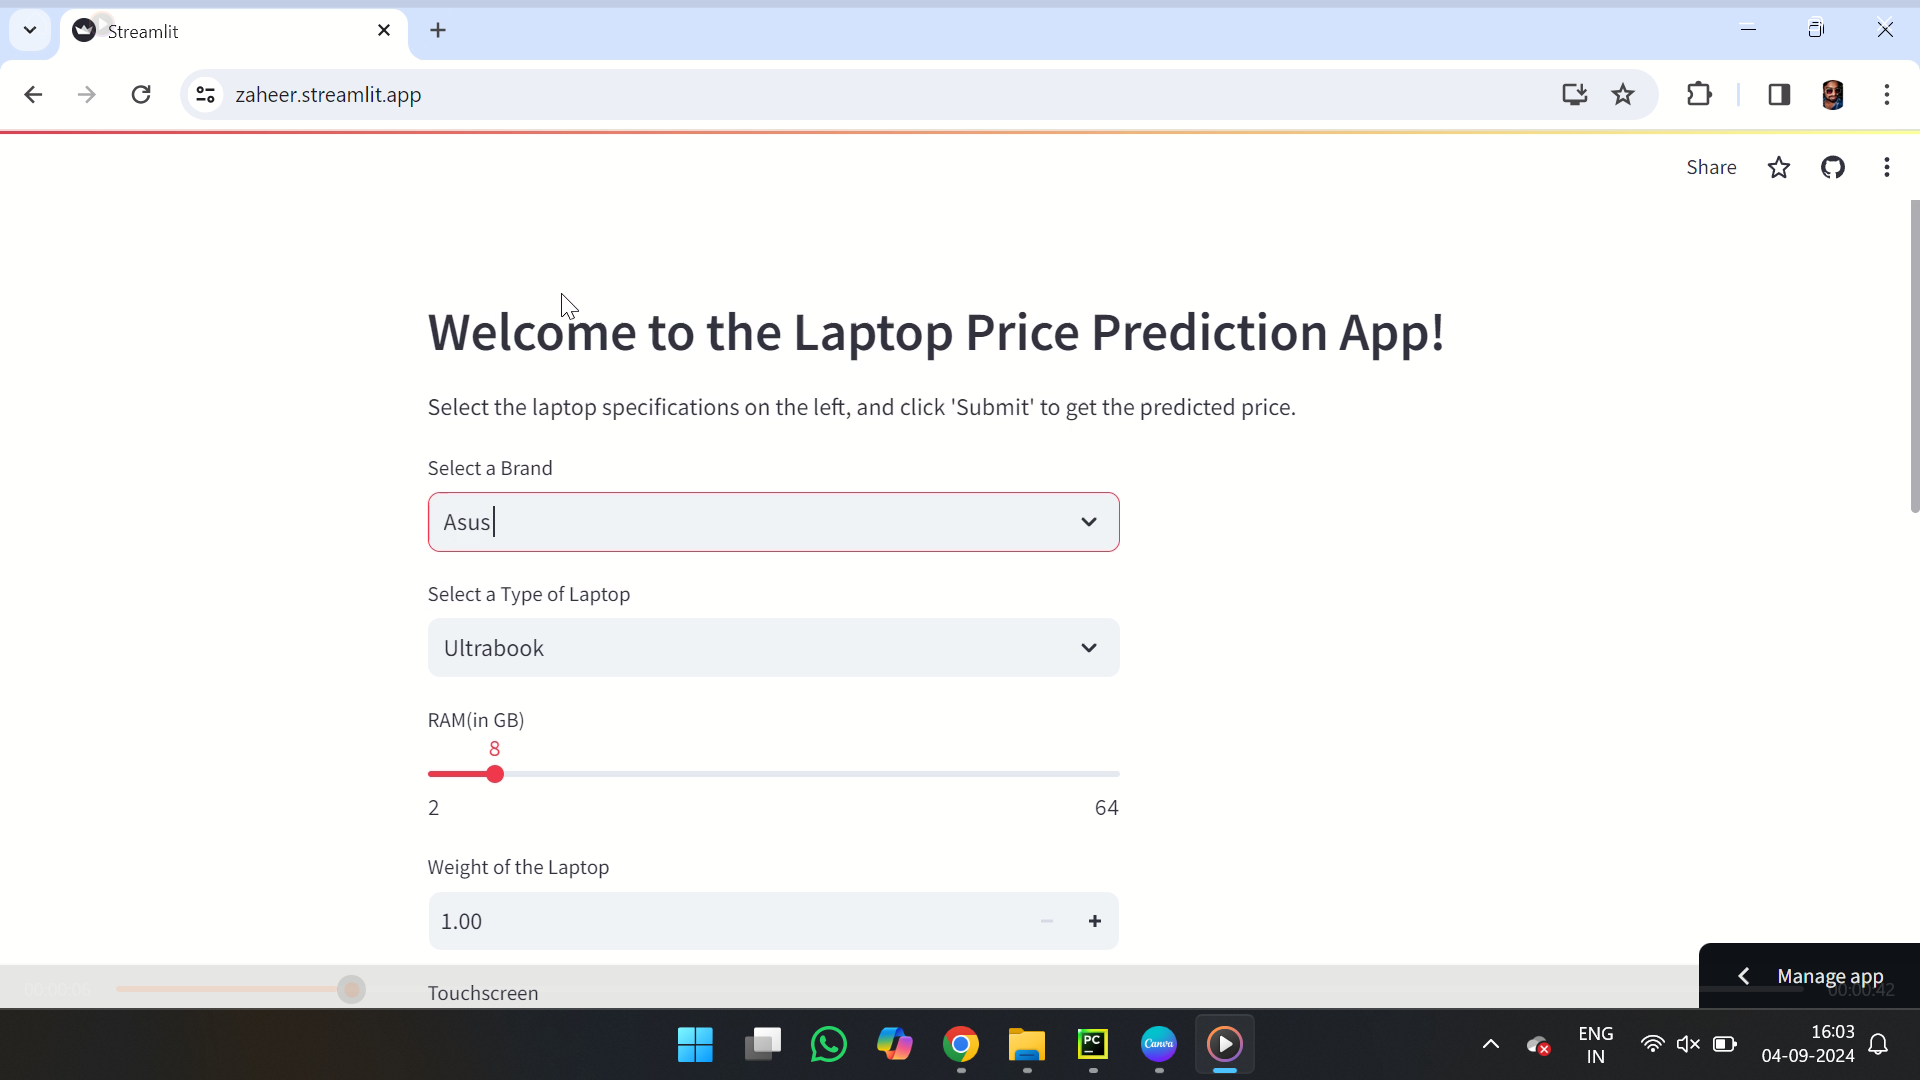 Streamlit
zaheer.streamlit.app
Share
Welcome to the Laptop Price Prediction App!
Select the laptop specifications on the left, and click 'Submit' to get the predicted price.
Select a Brand
Asus
Select a Type of Laptop
Ultrabook
RAM(in GB)
8
2 64
Weight of the Laptop
1.00
Touchscreen
Manage app
00:00:42
PC
Canva
ENG
IN
16:03
04-09-2024